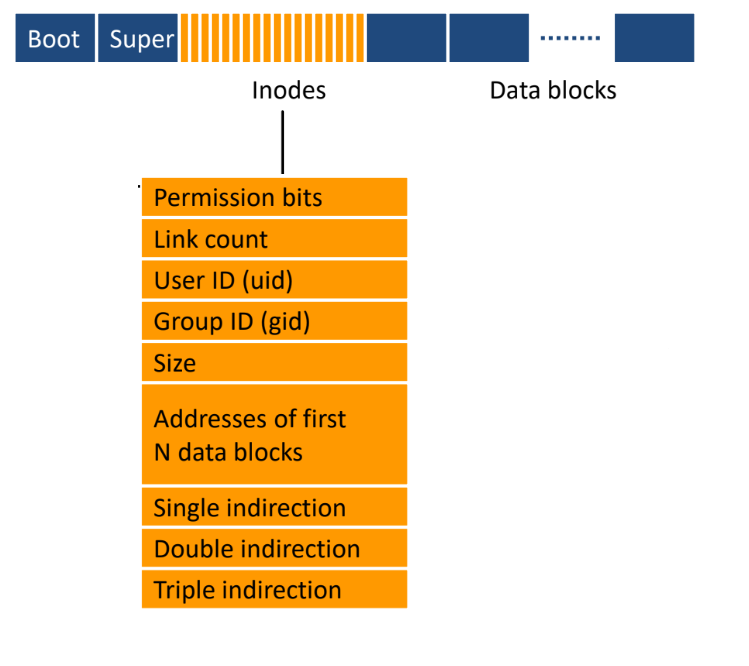 Boot Super
Inodes Data blocks
Permission bits
Link count
User ID (uid)
Group ID (gid)
Size
Addresses of first
N data blocks
Single indirection
Double indirection
Triple indirection